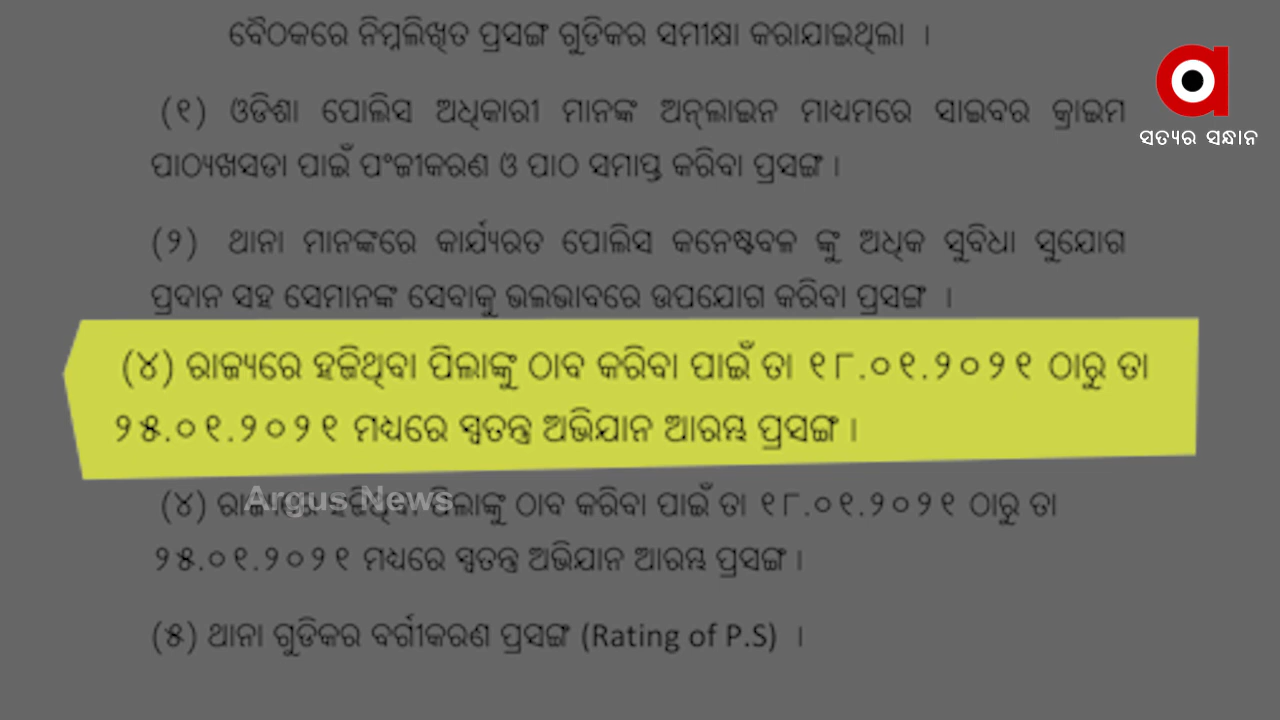 ବୈଠକରେ ନିମ୍ନଲିଖିତ ପ୍ରସଙ୍ଗ ଗୁଡିକର ସମୀକ୍ଷା କରାଯାଇଥିଲା ।
ସତ୍ୟର ସନ୍ଧାନ
(୧) ଓଡିଶା ପୋଲିସ ଅଧିକାରୀ ମାନଙ୍କ ଅନ୍‌ଲାଇନ ମାଧ୍ୟମରେ ସାଇବର କ୍ରାଇମ
ପାଠ୍ୟଖସଡା ପାଇଁ ପଂଜୀକରଣ ଓ ପାଠ ସମାପ୍ତ କରିବା ପ୍ରସଙ୍ଗ ।
(୨) ଥାନା ମାନଙ୍କରେ କାର୍ଯ୍ୟରତ ପୋଲିସ କନେଷ୍ଟବଳ ଙ୍କୁ ଅଧିକ ସୁବିଧା ସୁଯୋଗ
ପ୍ରଦାନ ସହ ସେମାନଙ୍କ ସେବାକୁ ଭଲଭାବରେ ଉପଯୋଗ କରିବା ପ୍ରସଙ୍ଗ ।
(୪) ରାଜ୍ୟରେ ହଜିଥିବା ପିଲାଙ୍କୁ ଠାବ କରିବା ପାଇଁ ତା ୧୮.୦୧.୨୦୨୧ ଠାରୁ ତା
୨୫.୦୧.୨୦୨୧ ମଧ୍ୟରେ ସ୍ୱତନ୍ତ୍ର ଅଭିଯାନ ଆରମ୍ଭ ପ୍ରସଙ୍ଗ ।
Argus News
(୪) ରାଜ୍ୟରେ ହଜିଥିବା ପିଲାଙ୍କୁ ଠାବ କରିବା ପାଇଁ ତା ୧୮.୦୧.୨୦୨୧ ଠାରୁ ତା
୨୫.୦୧.୨୦୨୧ ମଧ୍ୟରେ ସ୍ୱତନ୍ତ୍ର ଅଭିଯାନ ଆରମ୍ଭ ପ୍ରସଙ୍ଗ ।
(୫) ଥାନା ଗୁଡିକର ବର୍ଗୀକରଣ ପ୍ରସଙ୍ଗ (Rating of P.S) ।